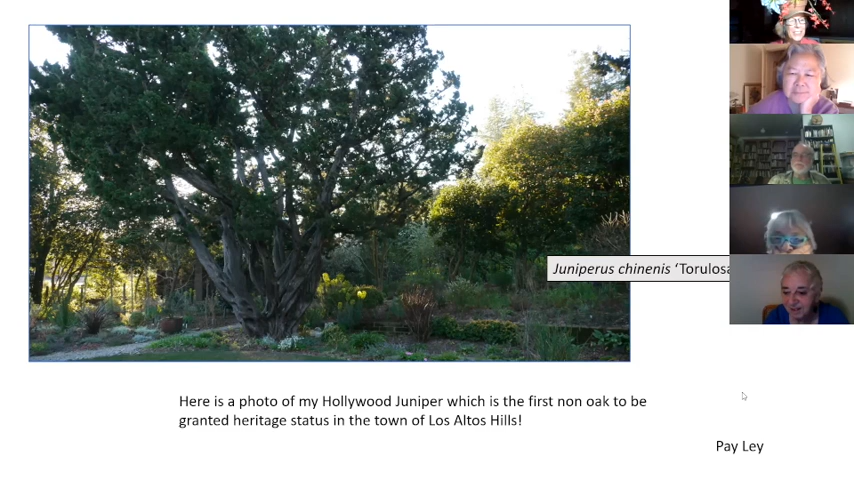 Juniperus chinenis ‘Torulosa
Here is a photo of my Hollywood Juniper which is the first non oak to be
granted heritage status in the town of Los Altos Hills!
Pay Ley